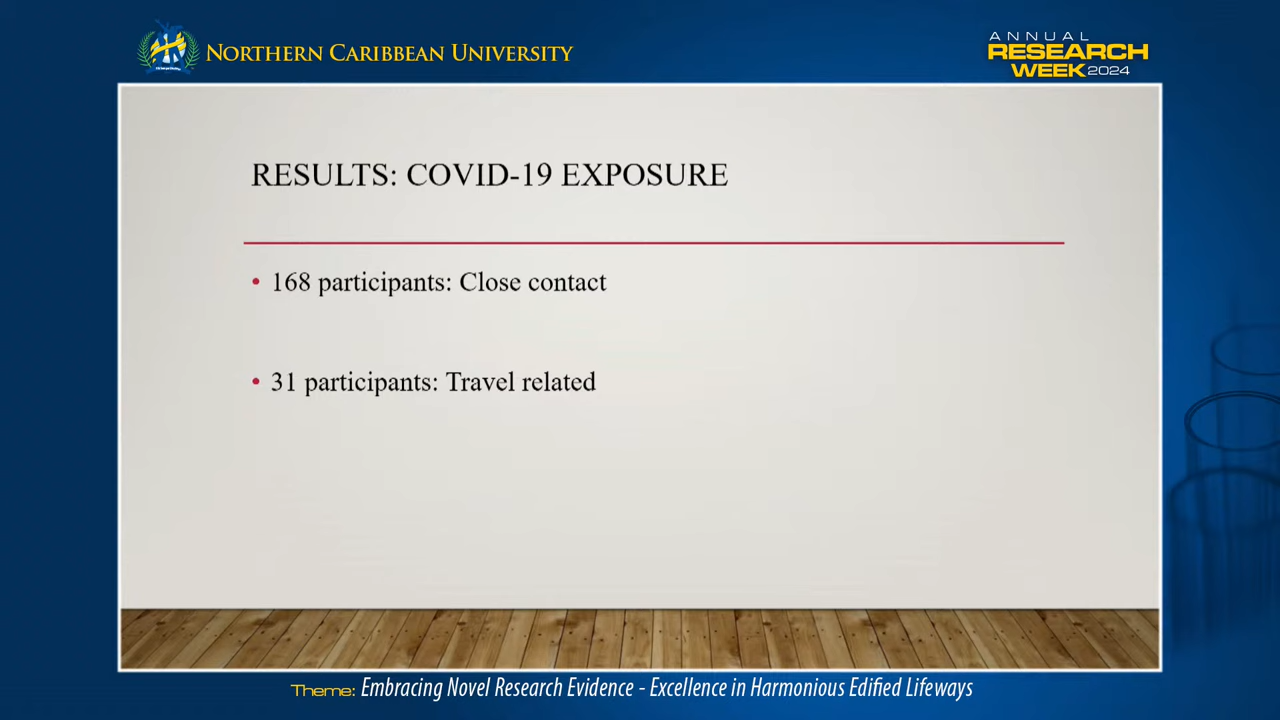 NORTHERN CARIBBEAN UNIVERSITY
ANNUAL
RESEARCH
WEEK 2024
RESULTS: COVID-19 EXPOSURE
• 168 participants: Close contact
• 31 participants: Travel related
Theme: Embracing Novel Research Evidence - Excellence in Harmonious Edified Lifeways